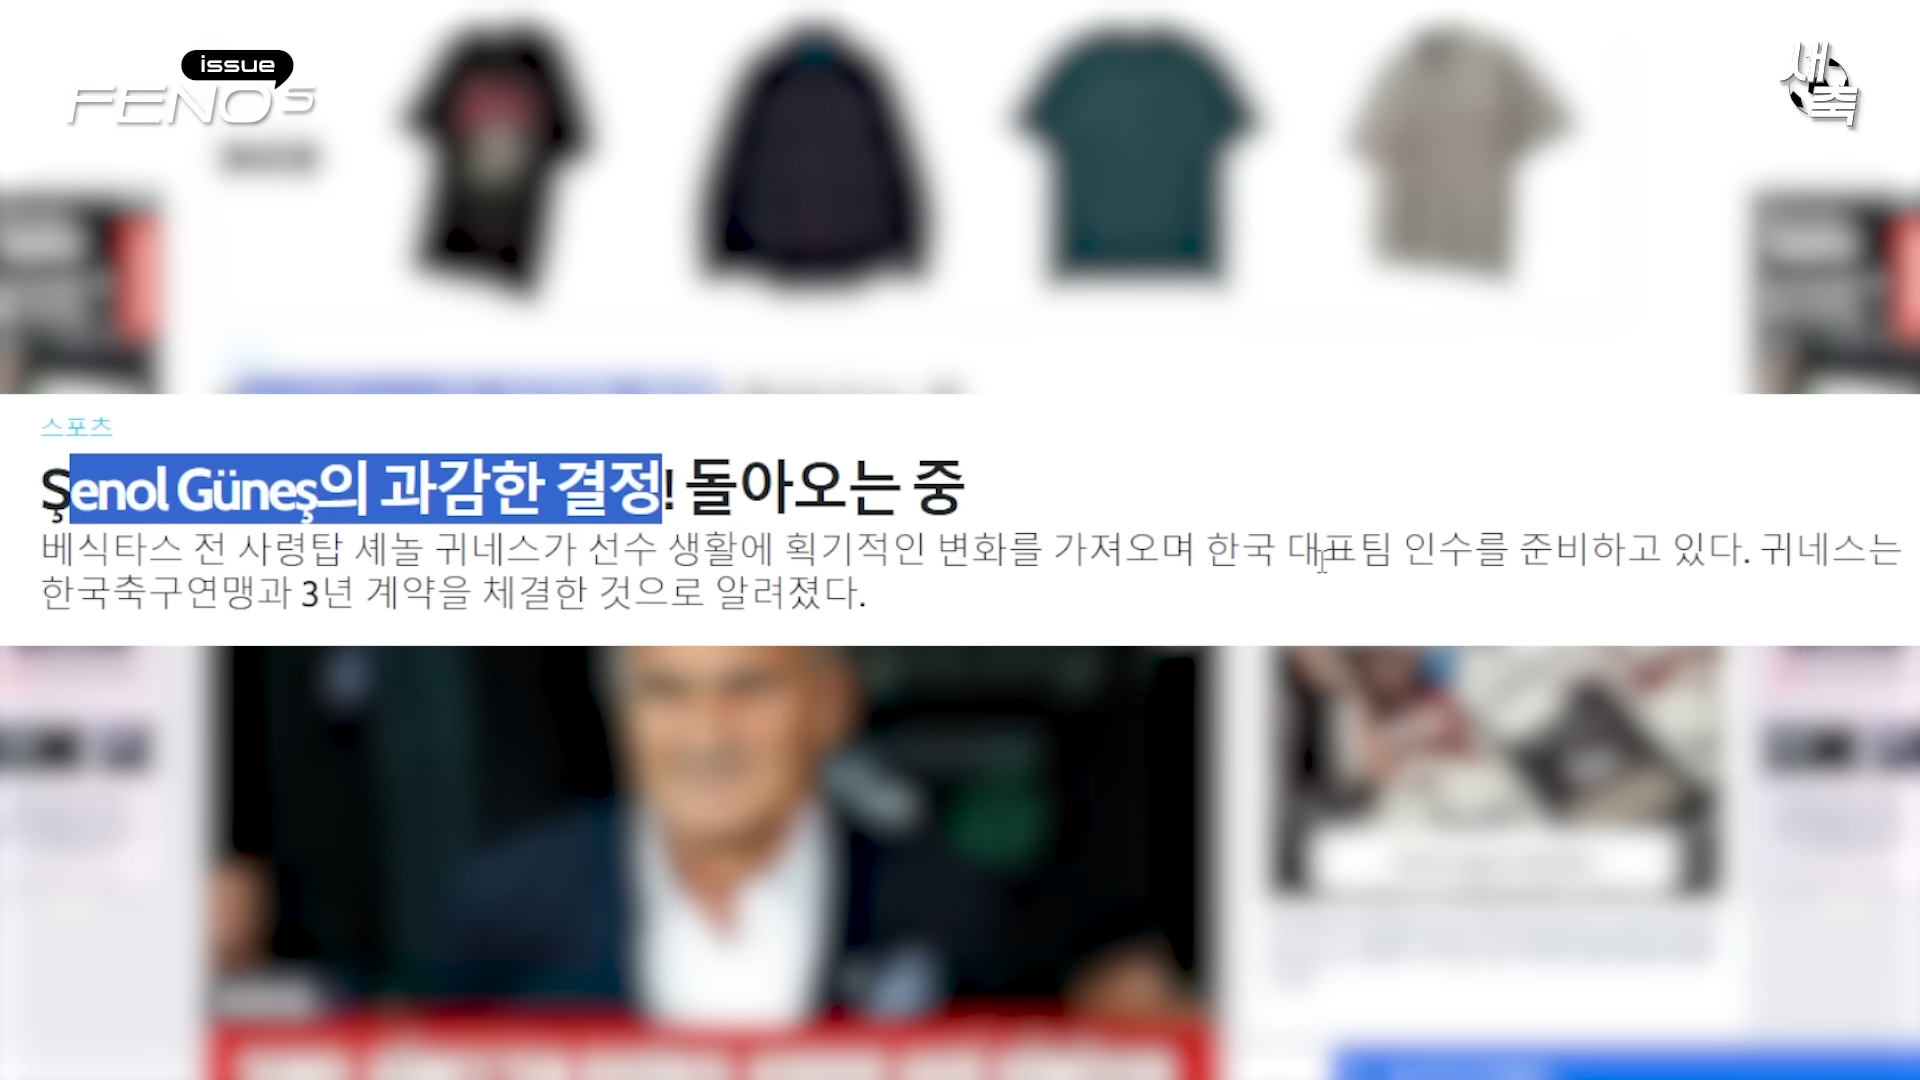 issue
FENO'S
세축
스포츠
Şenol Güneş의 과감한 결정! 돌아오는 중
베식타스 전 사령탑 셰놀 귀네스가 선수 생활에 획기적인 변화를 가져오며 한국 대표팀 인수를 준비하고 있다. 귀네스는
한국축구연맹과 3년 계약을 체결한 것으로 알려졌다.